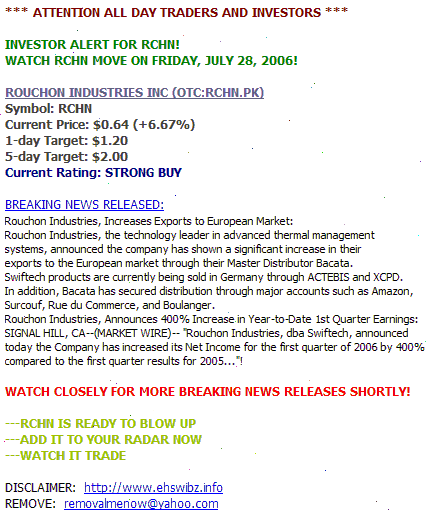 *** ATTENTION ALL DAY TRADERS AND INVESTORS ***
INVESTOR ALERT FOR RCHN!
WATCH RCHN MOVE ON FRIDAY, JULY 28, 2006!
ROUCHON INDUSTRIES INC (OTC:RCHN.PK)
Symbol: RCHN
Current Price: $0.64 (+6.67%)
1-day Target: $1.20
5-day Target: $2.00
Current Rating: STRONG BUY
BREAKING NEWS RELEASED:
Rouchon Industries, Increases Exports to European Market:
Rouchon Industries, the technology leader in advanced thermal management
systems, announced the company has shown a significant increase in their
exports to the European market through their Master Distributor Bacata.
Swiftech products are currently being sold in Germany through ACTEBIS and XCPD.
In addition, Bacata has secured distribution through major accounts such as Amazon,
Surcouf, Rue du Commerce, and Boulanger.
Rouchon Industries, Announces 400% Increase in Year-to-Date 1st Quarter Earnings:
SIGNAL HILL, CA--(MARKET WIRE)-- "Rouchon Industries, dba Swiftech, announced
today the Company has increased its Net Income for the first quarter of 2006 by 400%
compared to the first quarter results for 2005..."!
WATCH CLOSELY FOR MORE BREAKING NEWS RELEASES SHORTLY!
---RCHN IS READY TO BLOW UP
---ADD IT TO YOUR RADAR NOW
---WATCH IT TRADE
DISCLAIMER: http://www.ehswibz.info
REMOVE: removalmenow@yahoo.com